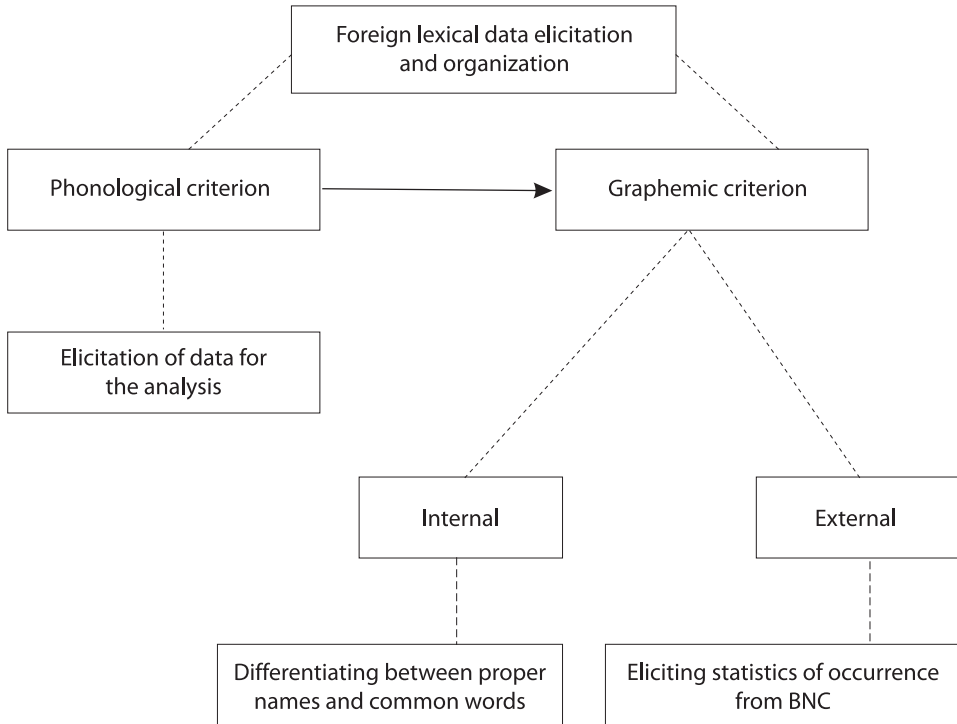 Foreign lexical data elicitation
and organization
Phonological criterion
Graphemic criterion
Elicitation of data for
the analysis
Internal
External
Differentiating between proper
names and common words
Eliciting statistics of occurrence
from BNC